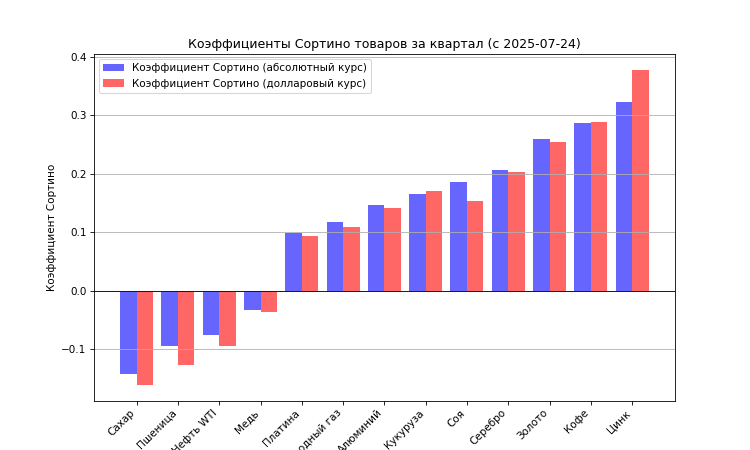 Коэффициенты Сортино товаров за квартал (с 2025-07-24)
Коэффициент Сортино (абсолютный курс)
Коэффициент Сортино (долларовый курс)
Коэффициент Сортино
0.4
0.3
0.2
0.1
0.0
−0.1
Сахар
Пшеница
Нефть WTI
Медь
Платина
газ
Алюминий
Кукуруза
Соя
Серебро
Золото
Кофе
Цинк